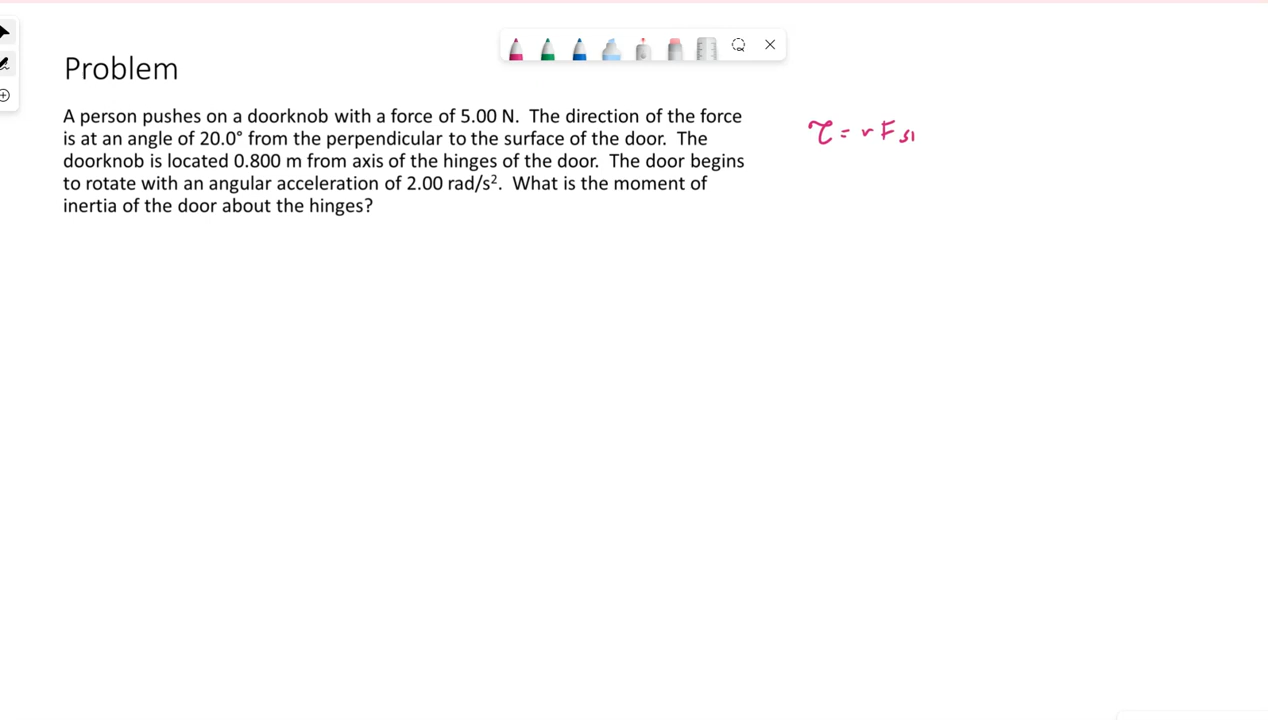 Problem
A person pushes on a doorknob with a force of 5.00 N. The direction of the force
is at an angle of 20.0° from the perpendicular to the surface of the door. The
doorknob is located 0.800 m from axis of the hinges of the door. The door begins
to rotate with an angular acceleration of 2.00 rad/s². What is the moment of
inertia of the door about the hinges?
τ = r F si